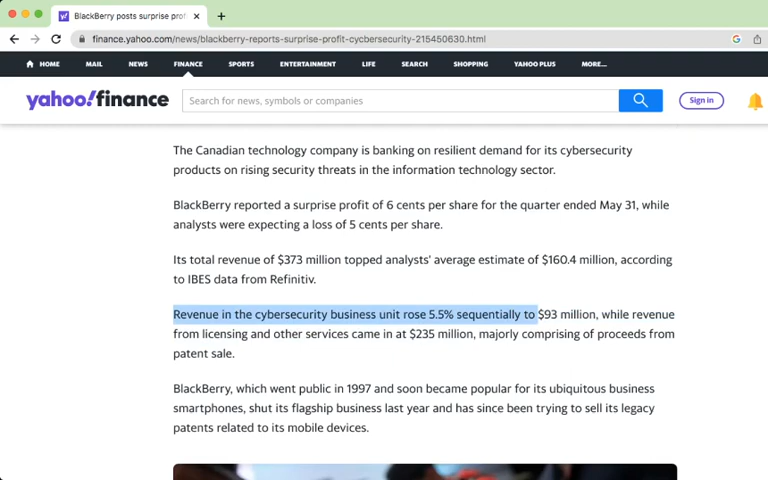 BlackBerry posts surprise prof
finance.yahoo.com/news/blackberry-reports-surprise-profit-cycbersecurity-215450630.html
HOME MAIL NEWS FINANCE SPORTS ENTERTAINMENT LIFE SEARCH SHOPPING YAHOO PLUS MORE...
yahoo!finance Search for news, symbols or companies Sign in
The Canadian technology company is banking on resilient demand for its cybersecurity
products on rising security threats in the information technology sector.
BlackBerry reported a surprise profit of 6 cents per share for the quarter ended May 31, while
analysts were expecting a loss of 5 cents per share.
Its total revenue of $373 million topped analysts' average estimate of $160.4 million, according
to IBES data from Refinitiv.
Revenue in the cybersecurity business unit rose 5.5% sequentially to $93 million, while revenue
from licensing and other services came in at $235 million, majorly comprising of proceeds from
patent sale.
BlackBerry, which went public in 1997 and soon became popular for its ubiquitous business
smartphones, shut its flagship business last year and has since been trying to sell its legacy
patents related to its mobile devices.